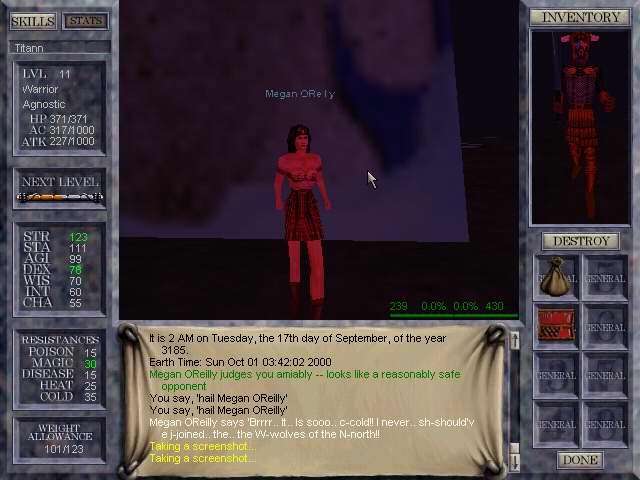 SKILLS STATS
Titann
LVL 11
Warrior
Agnostic
HP 371/371
AC 317/1000
ATK 227/1000
NEXT LEVEL
STR 123
STA 111
AGI 99
DEX 76
WIS 70
INT 60
CHA 55
RESISTANCES
POISON 15
MAGIC 30
DISEASE 15
HEAT 25
COLD 35
WEIGHT
ALLOWANCE
101/123
Megan OReilly
239 0.0% 0.0% 430
It is 2 AM on Tuesday, the 17th day of September, of the year
3185.
Earth Time: Sun Oct 01 03:42:02 2000
Megan OReilly judges you amiably -- looks like a reasonably safe
opponent
You say, 'hail Megan OReilly'
You say, 'hail Megan OReilly'
Megan OReilly says 'Brrrr.. It.. Is sooo.. c-cold!! I never.. sh-should'v
e j-joined.. the.. the W-wolves of the N-north!!
Taking a screenshot...
Taking a screenshot...
INVENTORY
DESTROY
GENERAL
GENERAL
GENERAL GENERAL
GENERAL GENERAL
DONE